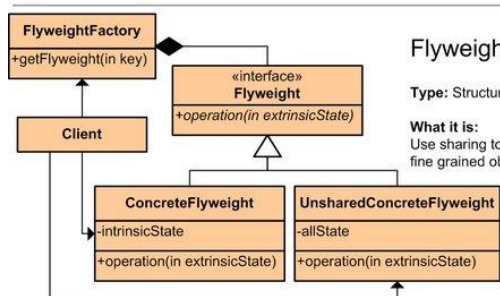 FlyweightFactory
+getFlyweight(in key)
Client
«interface»
Flyweight
+operation(in extrinsicState)
ConcreteFlyweight
-intrinsicState
+operation(in extrinsicState)
UnsharedConcreteFlyweight
-allState
+operation(in extrinsicState)
Flyweigh
Type: Structur
What it is:
Use sharing to
fine grained ob